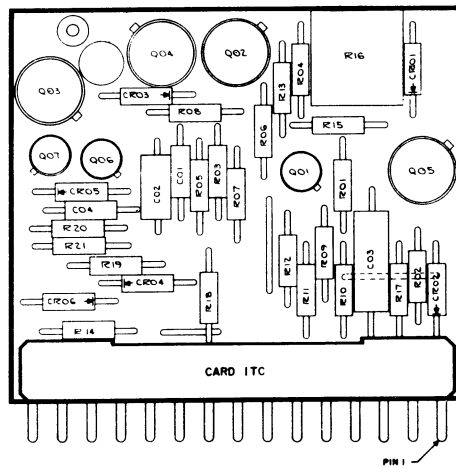 Q04
Q02
R16
CR01
R04
R13
Q03
CR03
R08
R06
R15
Q07
Q06
C02
C01
R05
R03
R07
Q01
R01
Q05
CR05
C04
R20
R21
R19
CR04
CR06
R14
R18
R12
R11
R09
R10
C03
R17
R02
CR02
CARD ITC
PIN 1